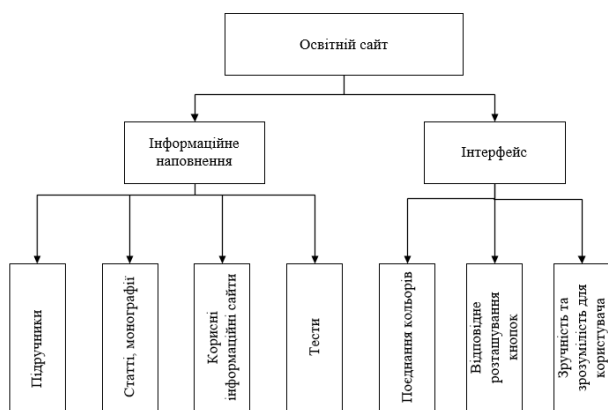 Освітній сайт
Інформаційне
наповнення
Інтерфейс
Підручники
Статті, монографії
Корисні
інформаційні сайти
Тести
Поєднання кольорів
Відповідне
розташування
кнопок
Зручність та
зрозумілість для
користувача